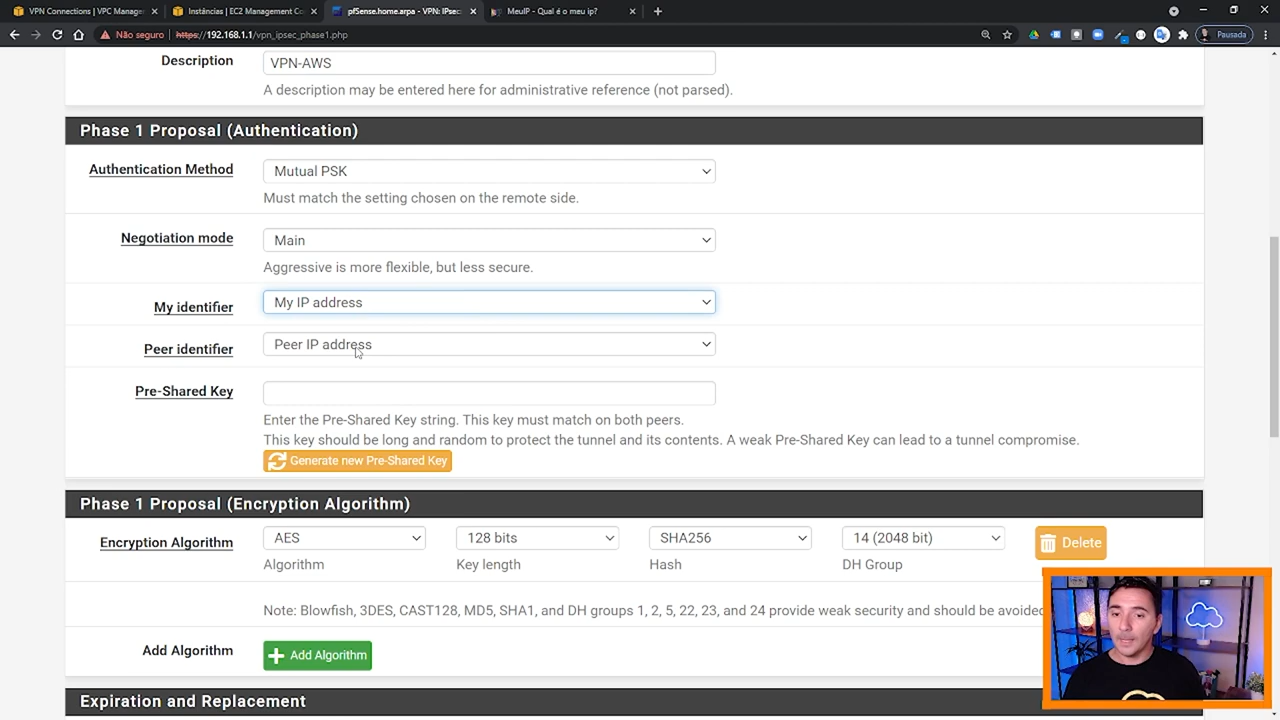 VPN Connections | VPC Manager
Instâncias | EC2 Management Co
pfSense.home.arpa - VPN: IPsec:
MeuIP - Qual é o meu ip?
Não seguro
https://192.168.1.1/vpn_ipsec_phase1.php
Pausada
Description
VPN-AWS
A description may be entered here for administrative reference (not parsed).
Phase 1 Proposal (Authentication)
Authentication Method
Mutual PSK
Must match the setting chosen on the remote side.
Negotiation mode
Main
Aggressive is more flexible, but less secure.
My identifier
My IP address
Peer identifier
Peer IP address
Pre-Shared Key
Enter the Pre-Shared Key string. This key must match on both peers.
This key should be long and random to protect the tunnel and its contents. A weak Pre-Shared Key can lead to a tunnel compromise.
Generate new Pre-Shared Key
Phase 1 Proposal (Encryption Algorithm)
Encryption Algorithm
AES
128 bits
SHA256
14 (2048 bit)
Delete
Algorithm
Key length
Hash
DH Group
Note: Blowfish, 3DES, CAST128, MD5, SHA1, and DH groups 1, 2, 5, 22, 23, and 24 provide weak security and should be avoided
Add Algorithm
Add Algorithm
Expiration and Replacement